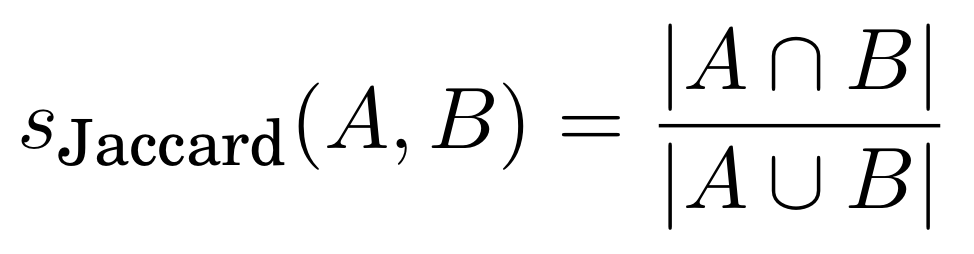 s_Jaccard(A, B) = |A ∩ B| / |A ∪ B|